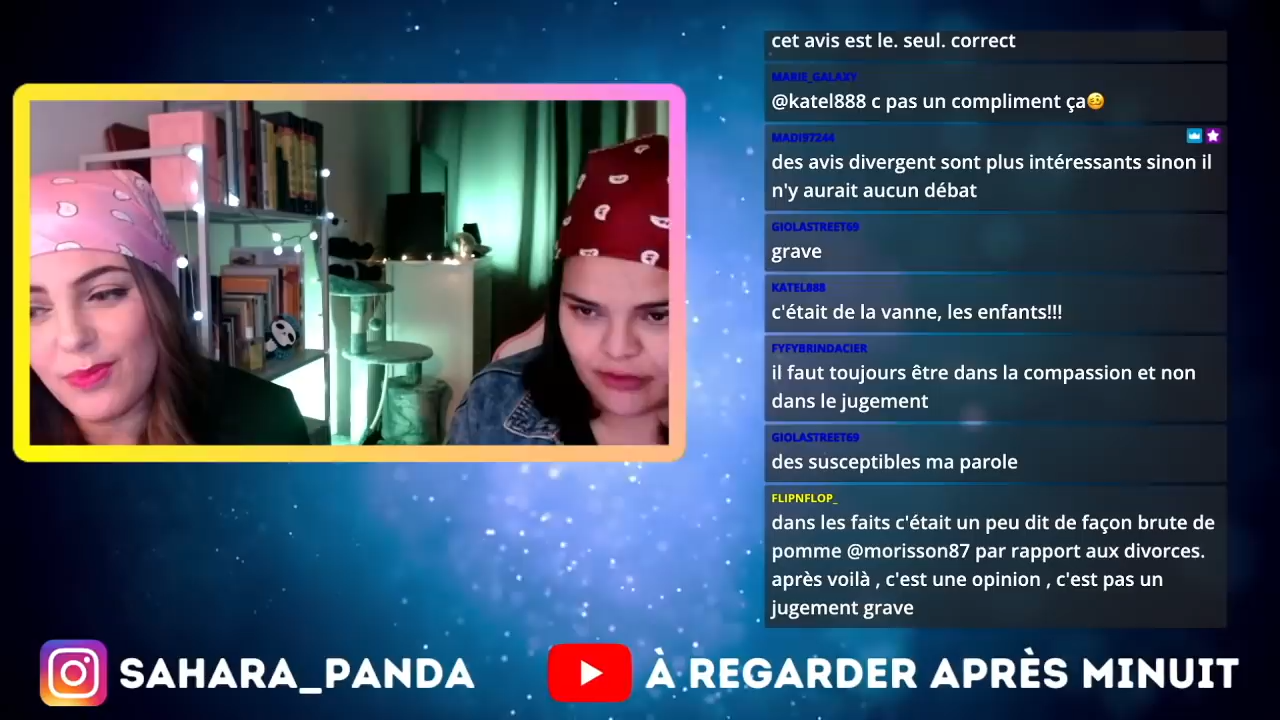 cet avis est le. seul. correct
MARIE_GALAXY
@katel888 c pas un compliment ça🥴
MADI97244
des avis divergent sont plus intéressants sinon il
n'y aurait aucun débat
GIOLASTREET69
grave
KATEL888
c'était de la vanne, les enfants!!!
FYFYBRINDACIER
il faut toujours être dans la compassion et non
dans le jugement
GIOLASTREET69
des susceptibles ma parole
FLIPNFLOP_
dans les faits c'était un peu dit de façon brute de
pomme @morisson87 par rapport aux divorces.
après voilà , c'est une opinion , c'est pas un
jugement grave
SAHARA_PANDA
À REGARDER APRÈS MINUIT